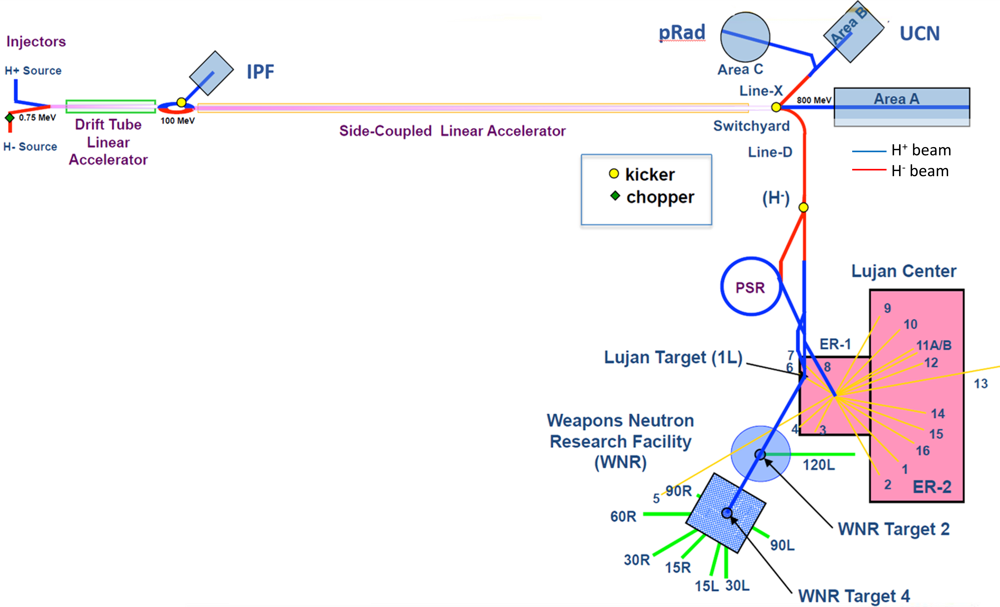 Injectors
H+ Source
0.75 MeV
H- Source
Drift Tube
Linear
Accelerator
100 MeV
IPF
Side-Coupled Linear Accelerator
pRad
Area C
Area B
UCN
Line-X
800 MeV
Area A
Switchyard
Line-D
H⁺ beam
H⁻ beam
kicker
chopper
(H⁻)
PSR
Lujan Center
9
10
11A/B
12
13
ER-1
7
6
8
Lujan Target (1L)
14
15
16
1
2
ER-2
4
3
Weapons Neutron
Research Facility
(WNR)
120L
5
90R
60R
30R
15R
15L
30L
90L
WNR Target 2
WNR Target 4